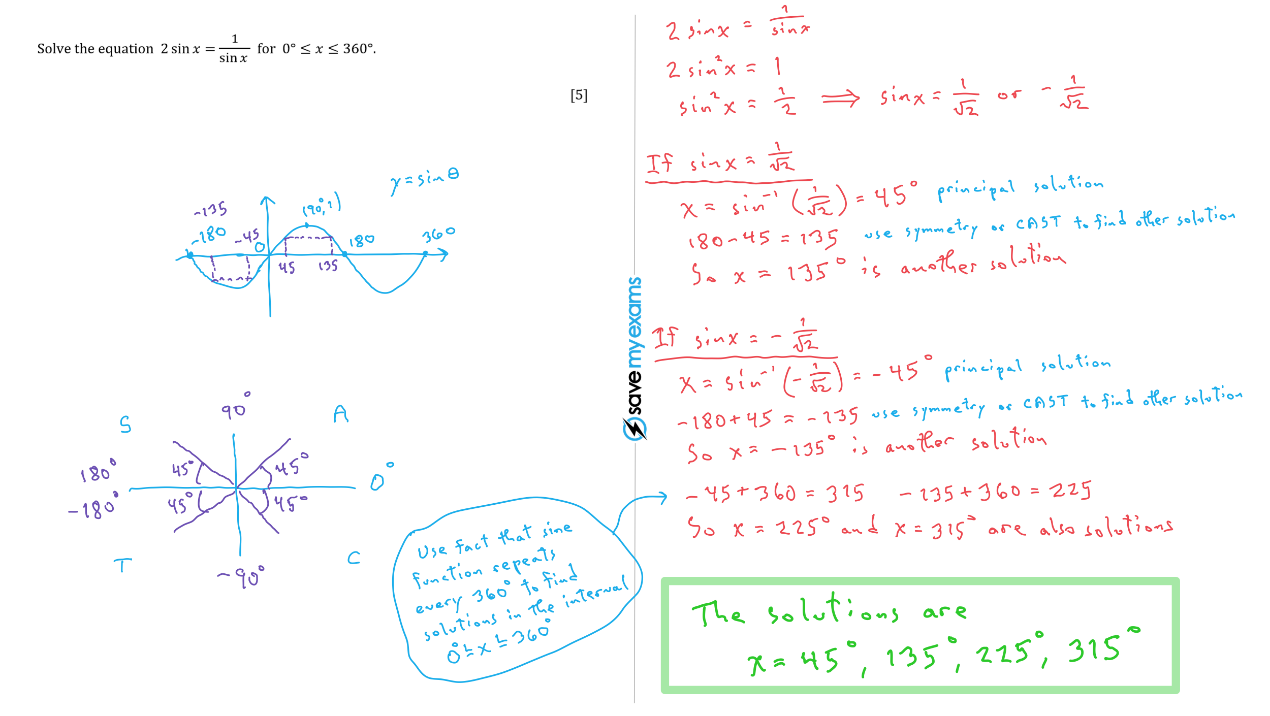 Solve the equation 2 sin x = 1/sin x for 0° ≤ x ≤ 360°.
[5]
y = sin θ
(90°, 1)
-135
-180
-45
0
45
135
180
360
90°
S
A
180°
-180°
45°
45°
0°
45°
45°
T
C
-90°
Use fact that sine
function repeats
every 360° to find
solutions in the interval
0° ≤ x ≤ 360°
save my exams
2 sin x = 1/sin x
2 sin²x = 1
sin²x = 1/2 ⟹ sin x = 1/√2 or -1/√2
If sin x = 1/√2
x = sin⁻¹(1/√2) = 45° principal solution
180-45 = 135 use symmetry or CAST to find other solution
So x = 135° is another solution
If sin x = -1/√2
x = sin⁻¹(-1/√2) = -45° principal solution
-180+45 = -135 use symmetry or CAST to find other solution
So x = -135° is another solution
-45+360 = 315 -135+360 = 225
So x = 225° and x = 315° are also solutions
The solutions are
x = 45°, 135°, 225°, 315°